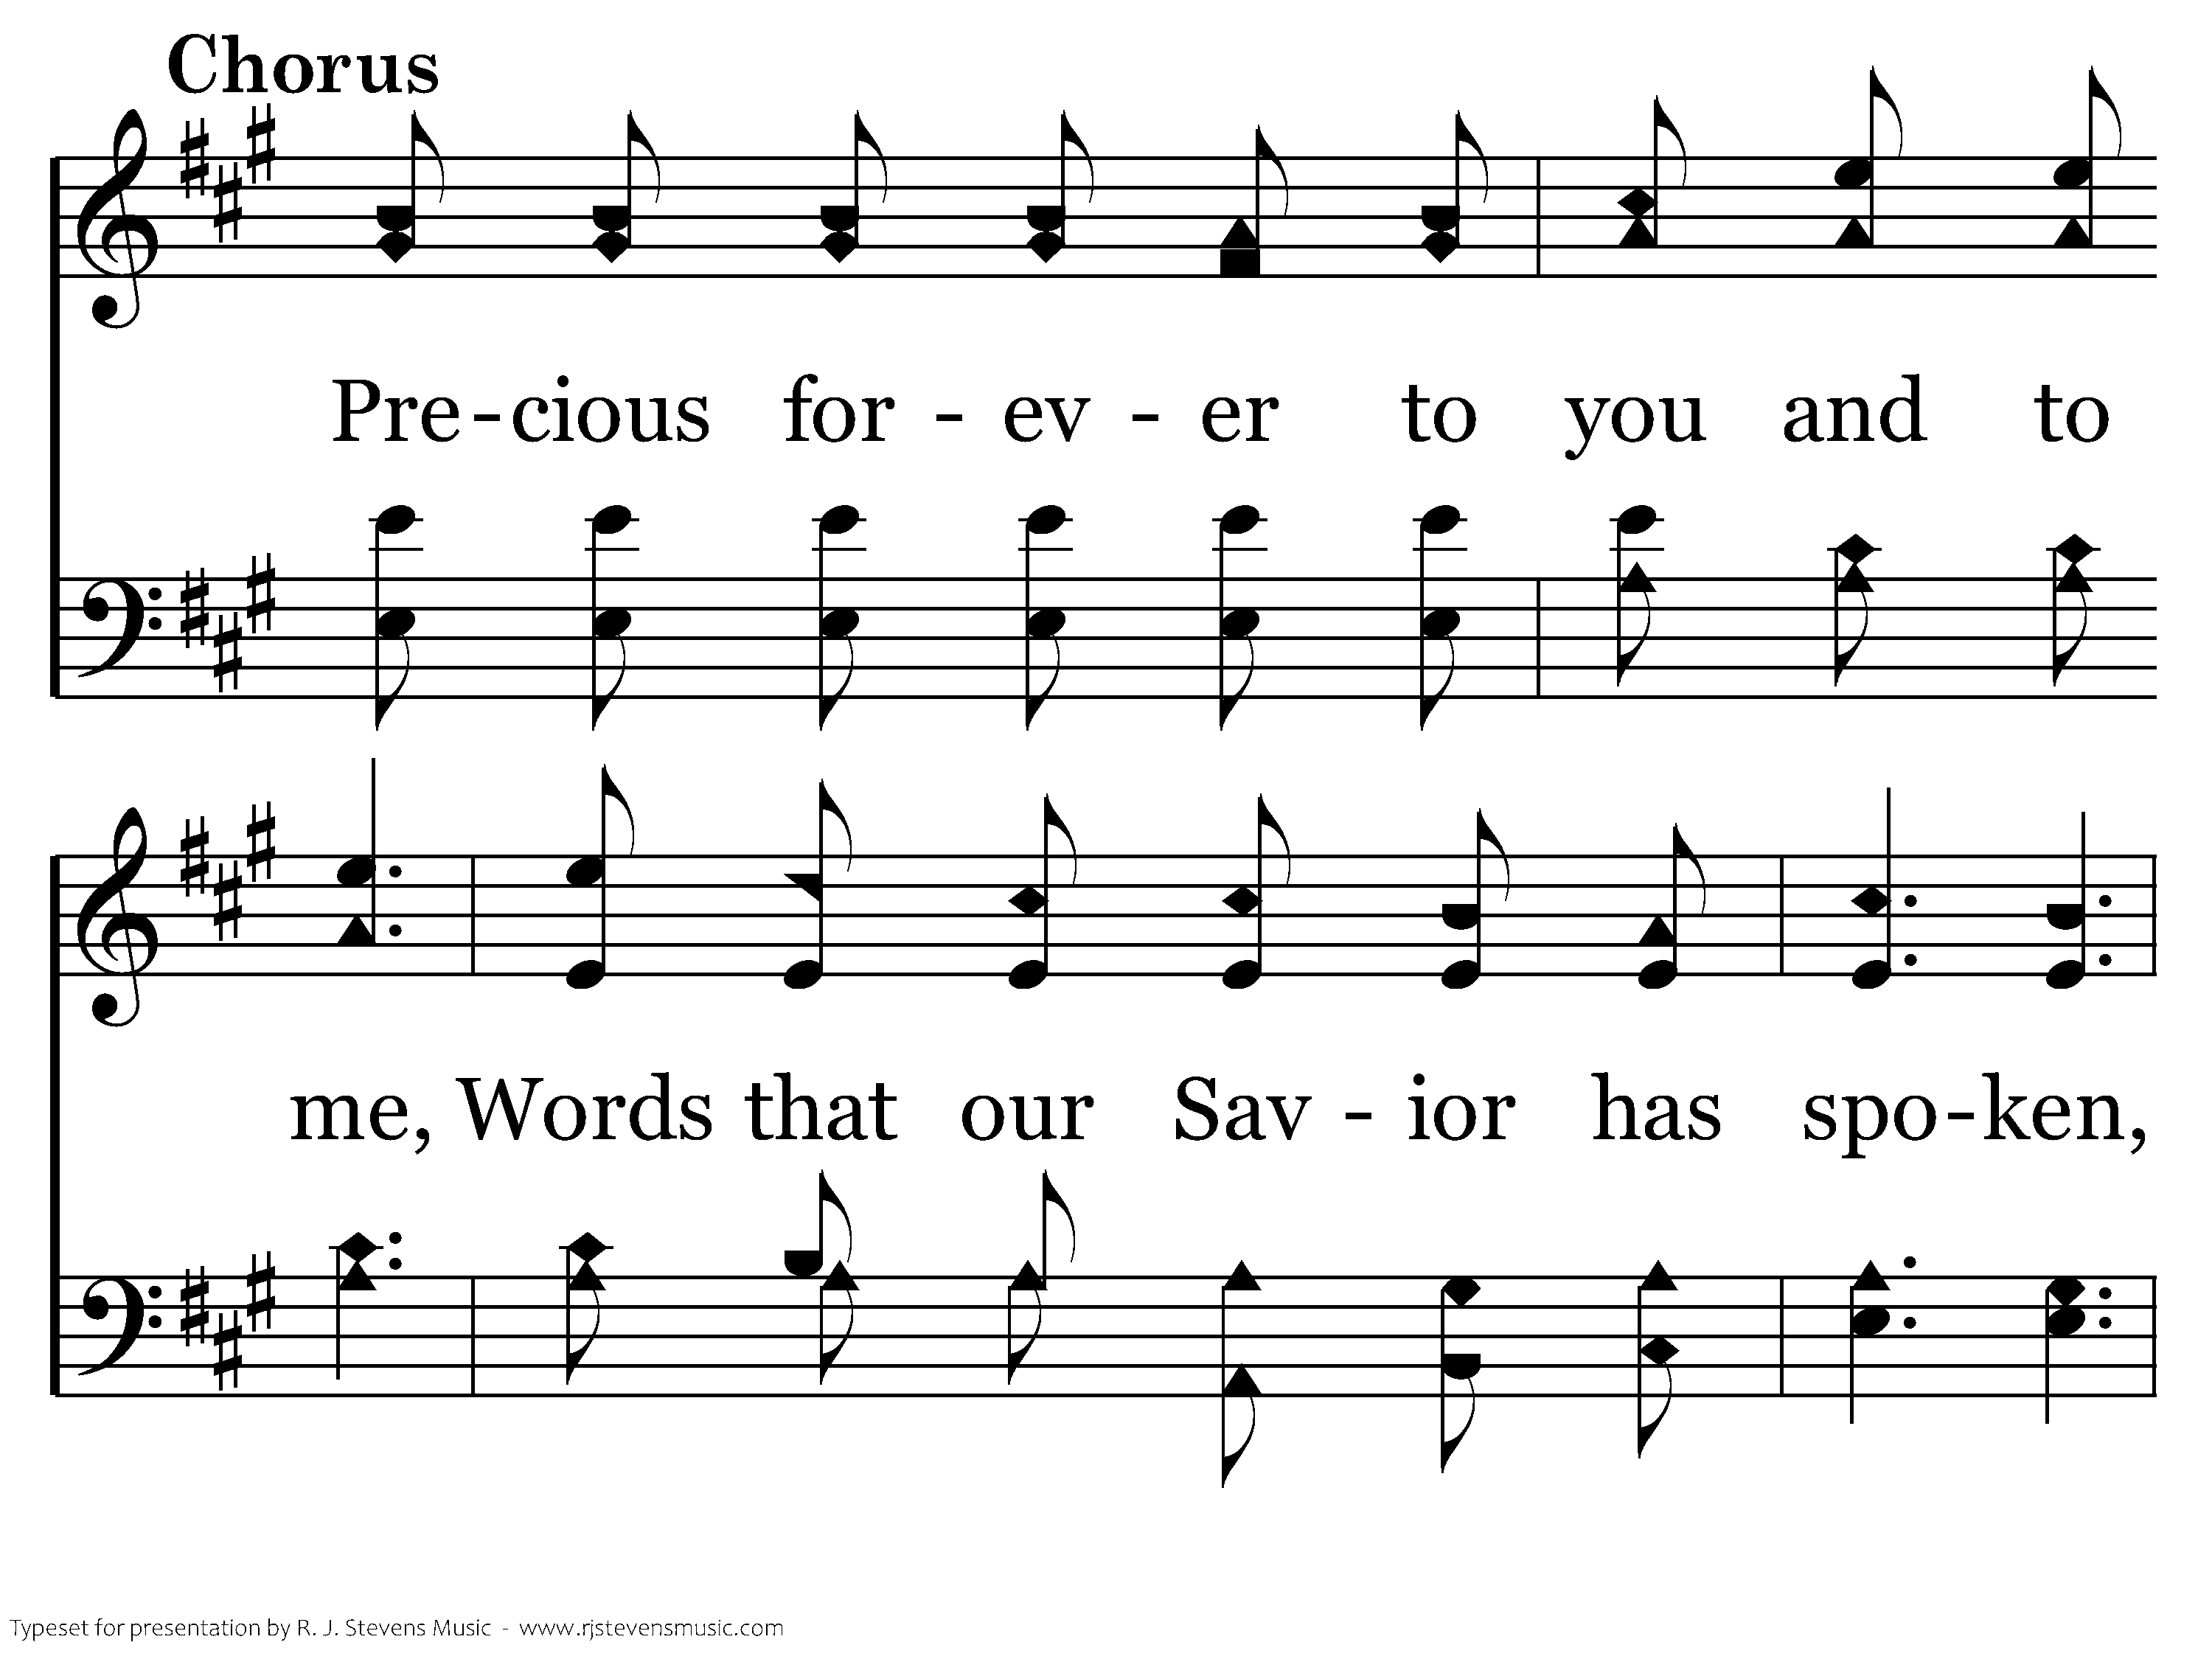 Chorus
Pre-cious for - ev - er to you and to
me, Words that our Sav - ior has spo-ken,
Typeset for presentation by R. J. Stevens Music - www.rjstevensmusic.com